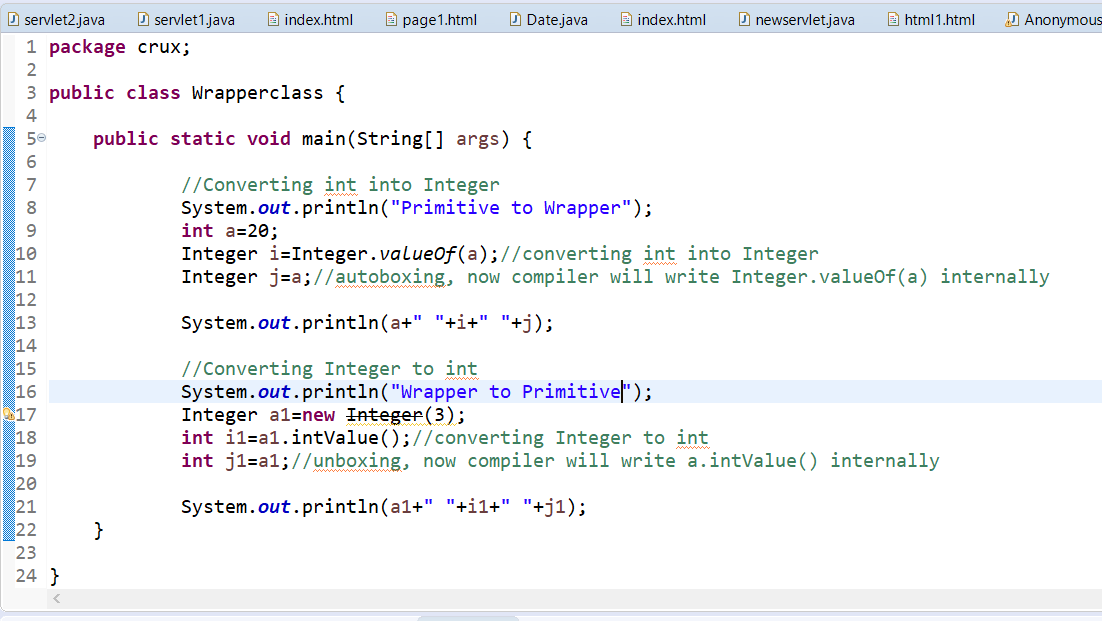 servlet2.java servlet1.java index.html page1.html Date.java index.html newservlet.java html1.html Anonymous
1 package crux;
2
3 public class Wrapperclass {
4
5 public static void main(String[] args) {
6
7 //Converting int into Integer
8 System.out.println("Primitive to Wrapper");
9 int a=20;
10 Integer i=Integer.valueOf(a);//converting int into Integer
11 Integer j=a;//autoboxing, now compiler will write Integer.valueOf(a) internally
12
13 System.out.println(a+" "+i+" "+j);
14
15 //Converting Integer to int
16 System.out.println("Wrapper to Primitive");
17 Integer a1=new Integer(3);
18 int i1=a1.intValue();//converting Integer to int
19 int j1=a1;//unboxing, now compiler will write a.intValue() internally
20
21 System.out.println(a1+" "+i1+" "+j1);
22 }
23
24 }